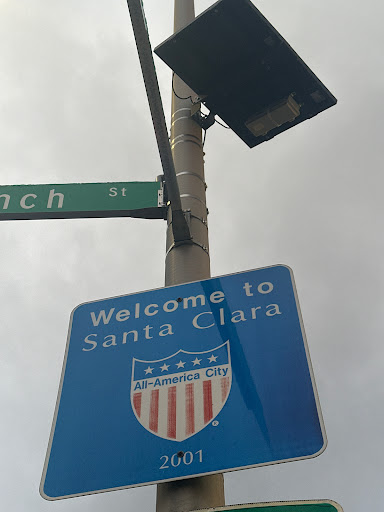 nch St
Welcome to
Santa Clara
All-America City
2001